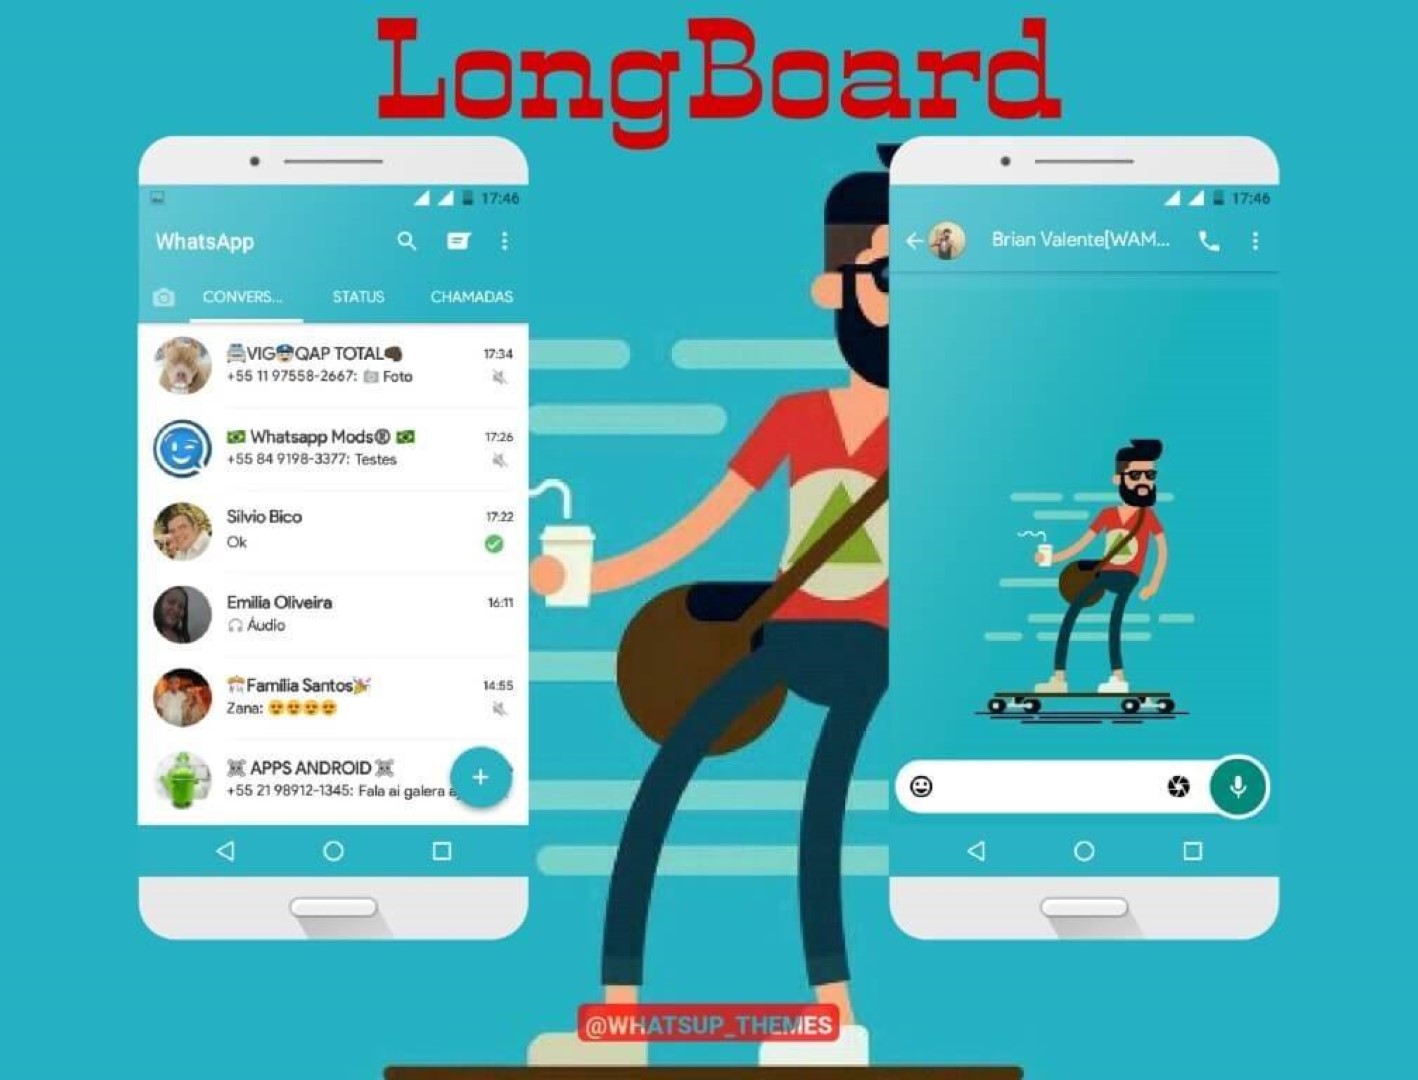 LongBoard
17:46
WhatsApp
CONVERS...
STATUS
CHAMADAS
VIG👮🏻QAP TOTAL
17:34
+55 11 97558-2667: 📷 Foto
🇧🇷 Whatsapp Mods® 🇧🇷
17:26
+55 84 9198-3377: Testes
Silvio Bico
17:22
Ok
Emilia Oliveira
16:11
Áudio
Família Santos🎉
14:55
Zana: 😍😍😍😍
☠ APPS ANDROID ☠
+55 21 98912-1345: Fala ai galera
17:46
Brian Valente[WAM...
@WHATSUP_THEMES